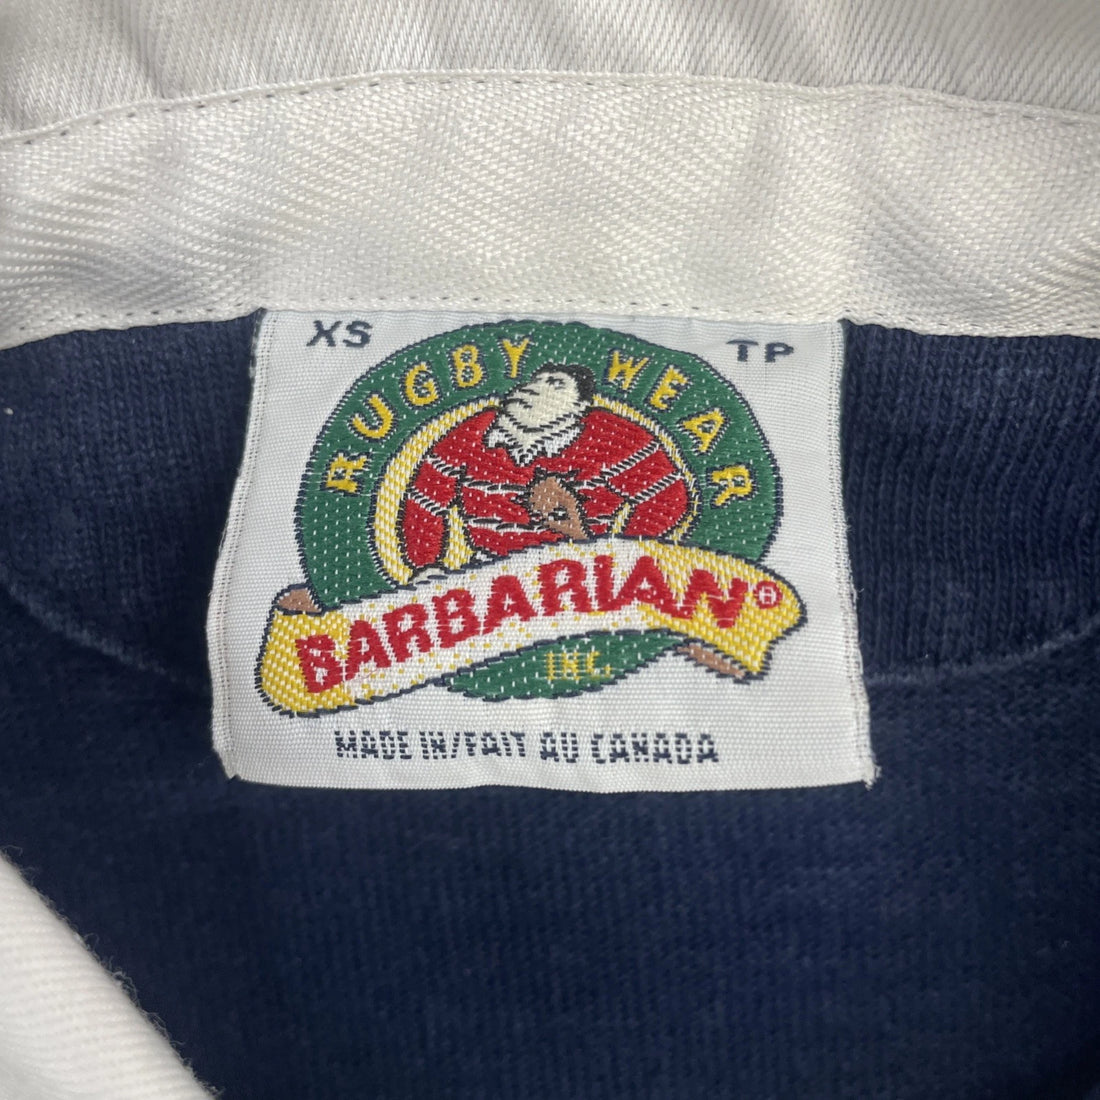 XS
TP
RUGBY WEAR
BARBARIAN®
INC.
MADE IN/FAIT AU CANADA